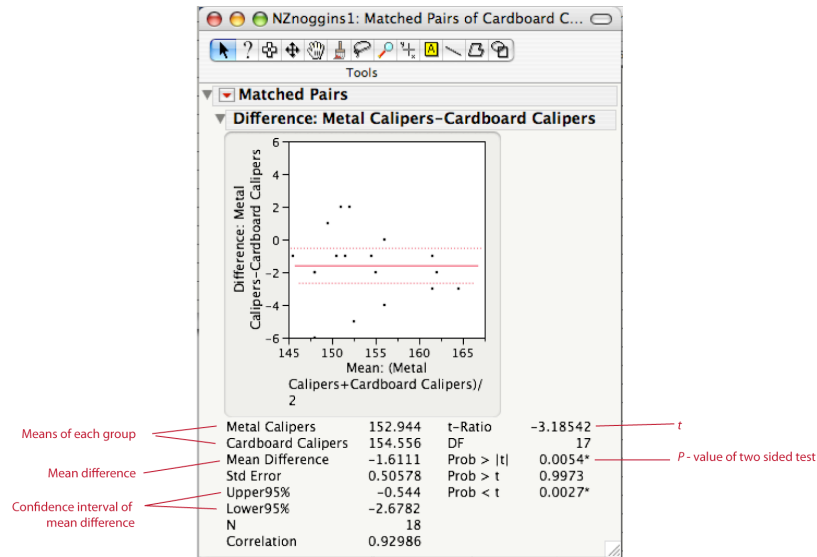 NZnoggins1: Matched Pairs of Cardboard C...
A
Tools
Matched Pairs
Difference: Metal Calipers-Cardboard Calipers
Difference: Metal
Calipers-Cardboard Calipers
6
4
2
0
-2
-4
-6
145 150 155 160 165
Mean: (Metal
Calipers+Cardboard Calipers)/
2
Means of each group
Mean difference
Confidence interval of
mean difference
Metal Calipers 152.944 t-Ratio -3.18542
Cardboard Calipers 154.556 DF 17
Mean Difference -1.6111 Prob > |t| 0.0054*
Std Error 0.50578 Prob > t 0.9973
Upper95% -0.544 Prob < t 0.0027*
Lower95% -2.6782
N 18
Correlation 0.92986
t
P - value of two sided test